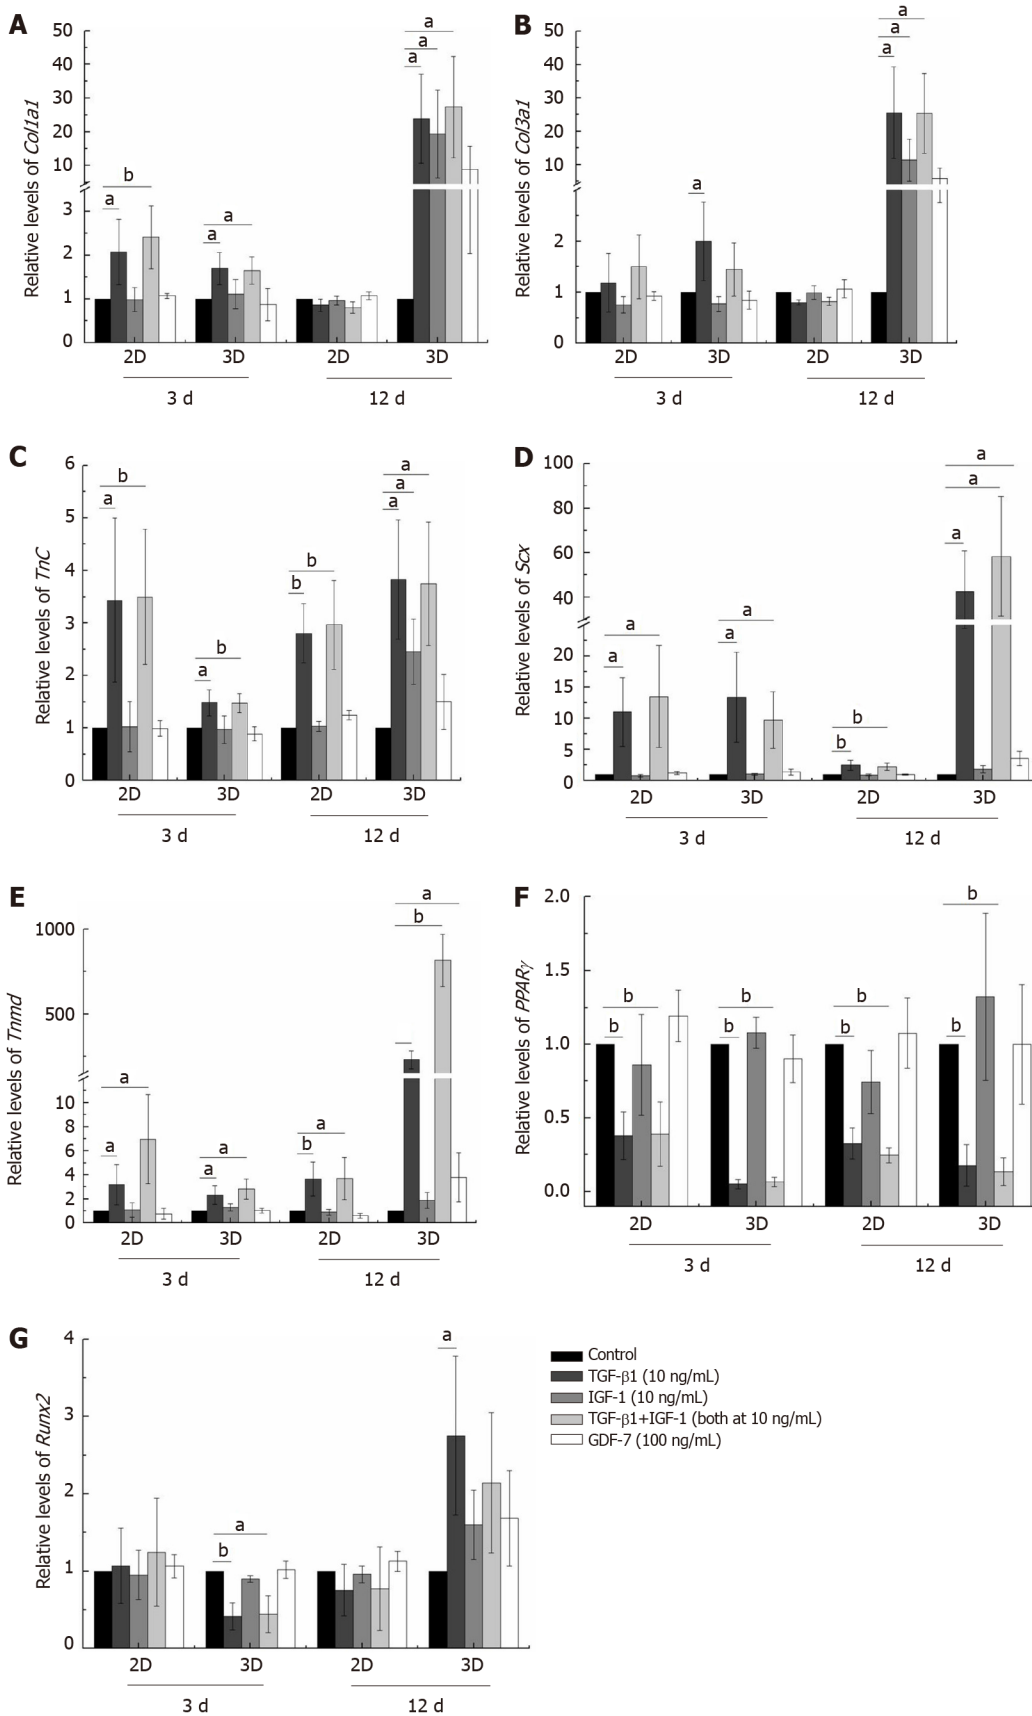 A
50
40
30
20
10
3
2
1
0
Relative levels of Col1a1
b
a
a
a
a
a
a
2D 3D 2D 3D
3 d 12 d
B
50
40
30
20
10
2
1
0
Relative levels of Col3a1
a
a
a
a
2D 3D 2D 3D
3 d 12 d
C
6
5
4
3
2
1
0
Relative levels of TnC
b
a
b
a
b
b
a
a
a
2D 3D 2D 3D
3 d 12 d
D
100
80
60
40
20
15
10
5
0
Relative levels of Scx
a
a
a
a
b
b
a
a
a
2D 3D 2D 3D
3 d 12 d
E
1000
500
10
8
6
4
2
0
Relative levels of Tnmd
a
a
a
a
a
b
a
b
2D 3D 2D 3D
3 d 12 d
F
2.0
1.5
1.0
0.5
0.0
Relative levels of PPARγ
b
b
b
b
b
b
b
b
2D 3D 2D 3D
3 d 12 d
G
4
3
2
1
0
Relative levels of Runx2
a
b
a
2D 3D 2D 3D
3 d 12 d
Control
TGF-β1 (10 ng/mL)
IGF-1 (10 ng/mL)
TGF-β1+IGF-1 (both at 10 ng/mL)
GDF-7 (100 ng/mL)